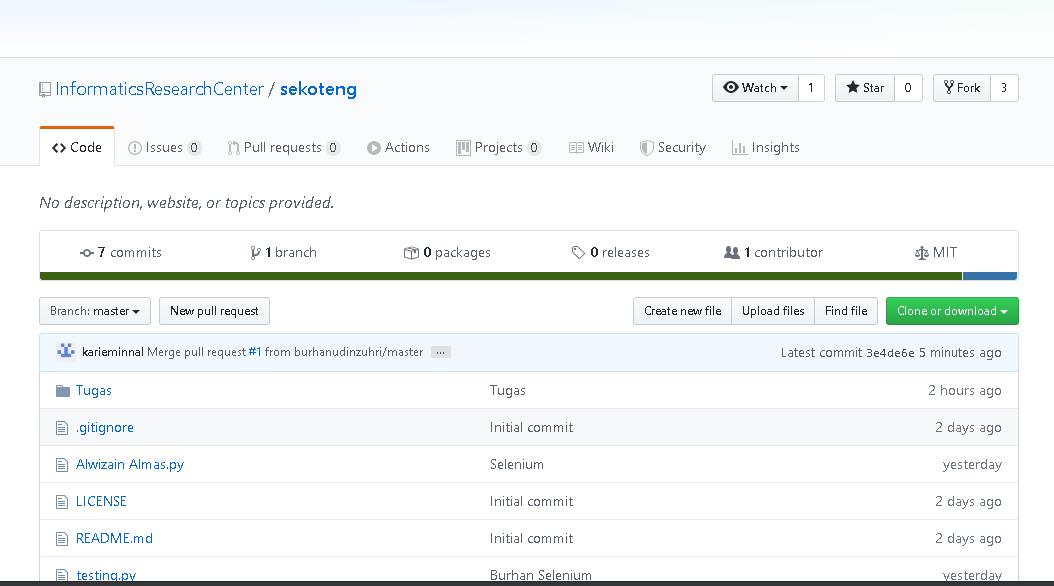 InformaticsResearchCenter / sekoteng
Watch 1 Star 0 Fork 3
Code Issues 0 Pull requests 0 Actions Projects 0 Wiki Security Insights
No description, website, or topics provided.
7 commits 1 branch 0 packages 0 releases 1 contributor MIT
Branch: master New pull request Create new file Upload files Find file Clone or download
karieminnal Merge pull request #1 from burhanudinzuhri/master ... Latest commit 3e4de6e 5 minutes ago
Tugas Tugas 2 hours ago
.gitignore Initial commit 2 days ago
Alwizain Almas.py Selenium yesterday
LICENSE Initial commit 2 days ago
README.md Initial commit 2 days ago
testing.py Burhan Selenium yesterday